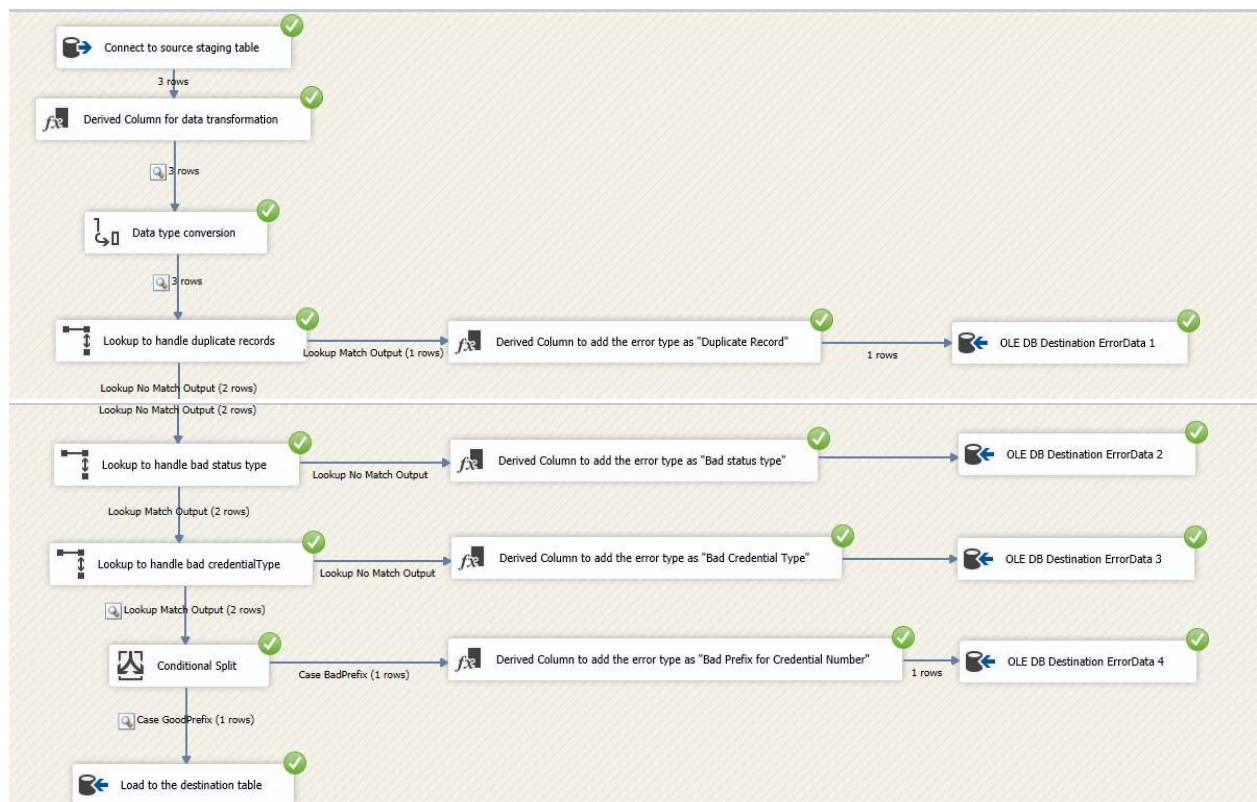 Connect to source staging table
3 rows
fx Derived Column for data transformation
3 rows
Data type conversion
3 rows
Lookup to handle duplicate records
Lookup Match Output (1 rows)
fx Derived Column to add the error type as "Duplicate Record"
1 rows
OLE DB Destination ErrorData 1
Lookup No Match Output (2 rows)
Lookup No Match Output (2 rows)
Lookup to handle bad status type
Lookup No Match Output
fx Derived Column to add the error type as "Bad status type"
OLE DB Destination ErrorData 2
Lookup Match Output (2 rows)
Lookup to handle bad credentialType
Lookup No Match Output
fx Derived Column to add the error type as "Bad Credential Type"
OLE DB Destination ErrorData 3
Lookup Match Output (2 rows)
Conditional Split
Case BadPrefix (1 rows)
fx Derived Column to add the error type as "Bad Prefix for Credential Number"
1 rows
OLE DB Destination ErrorData 4
Case GoodPrefix (1 rows)
Load to the destination table